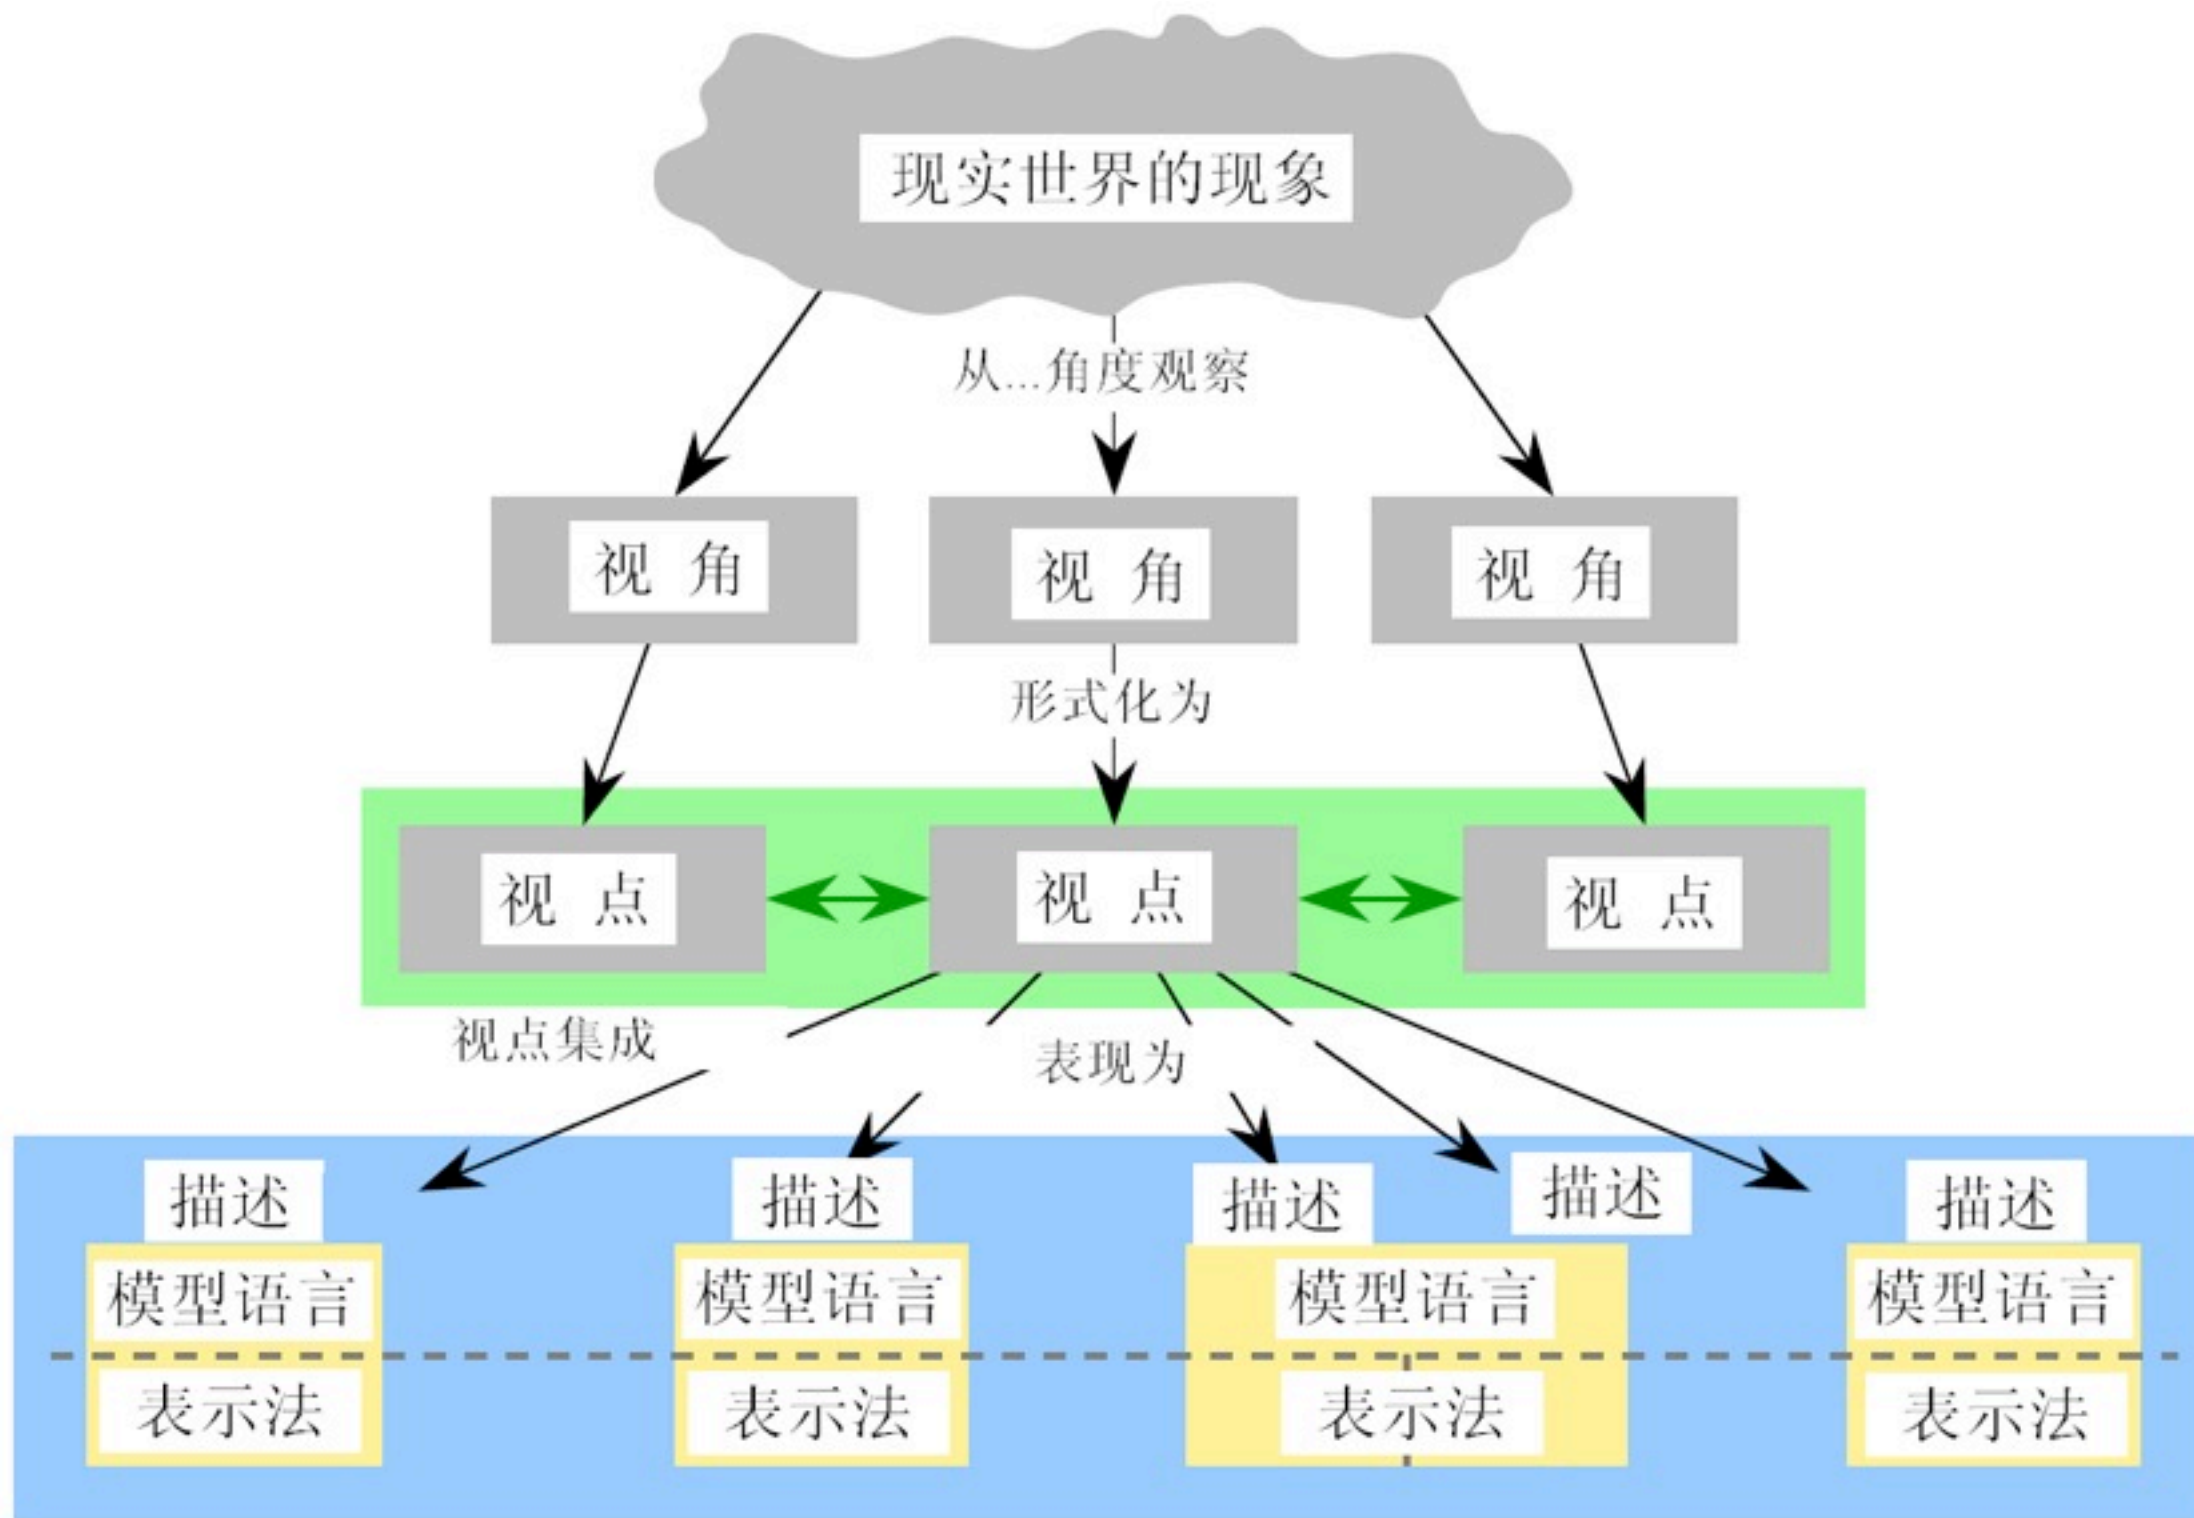 现实世界的现象
从...角度观察
视 角
视 角
视 角
形式化为
视 点
视 点
视 点
视点集成
表现为
描述
描述
描述
描述
描述
模型语言
模型语言
模型语言
模型语言
表示法
表示法
表示法
表示法